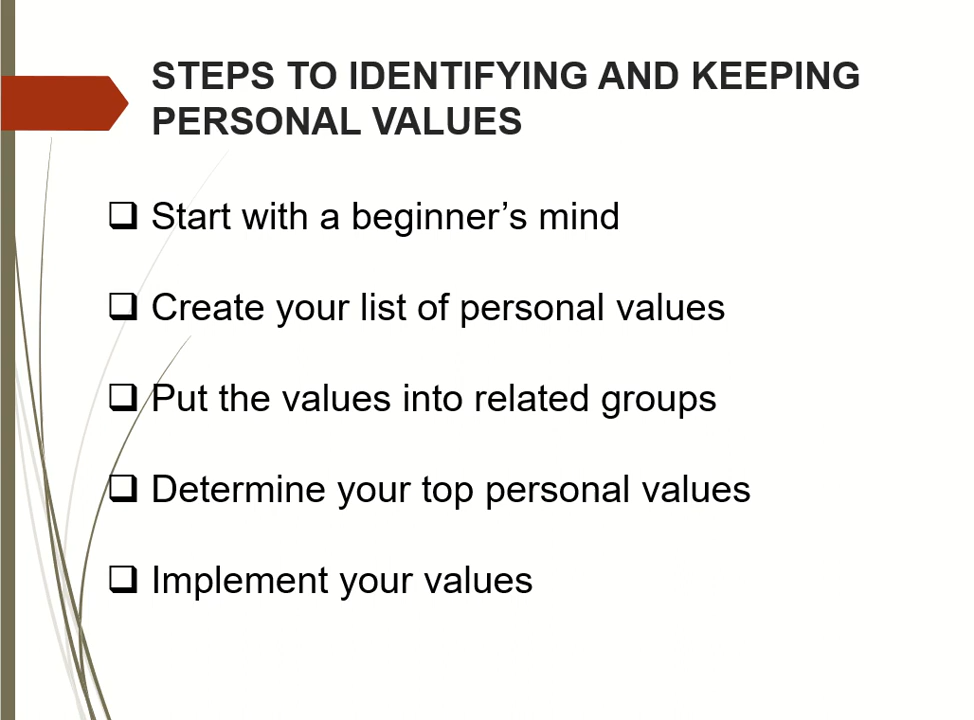 STEPS TO IDENTIFYING AND KEEPING
PERSONAL VALUES
Start with a beginner’s mind
Create your list of personal values
Put the values into related groups
Determine your top personal values
Implement your values